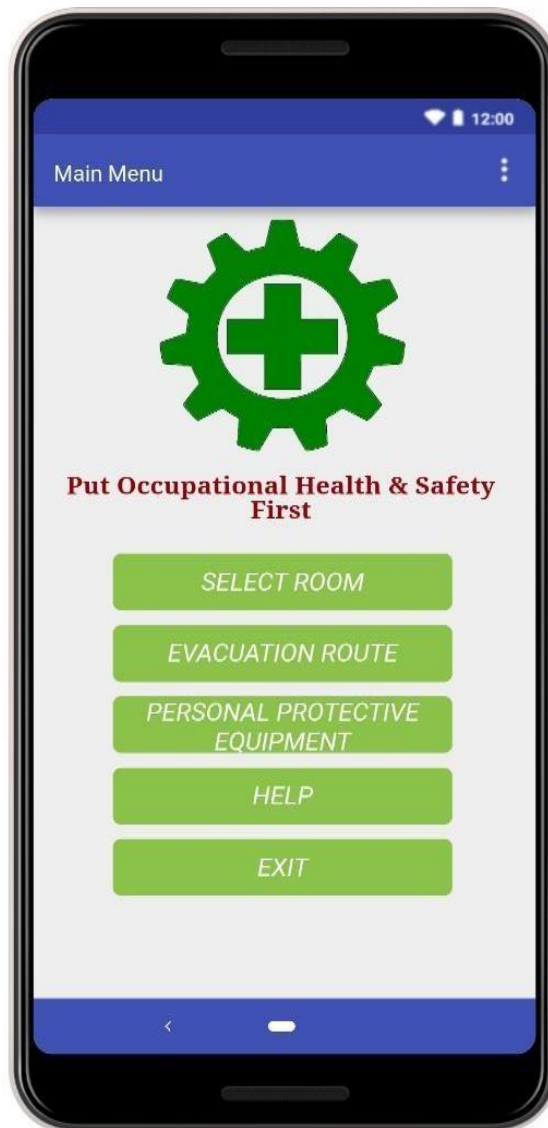 12:00
Main Menu
Put Occupational Health & Safety
First
SELECT ROOM
EVACUATION ROUTE
PERSONAL PROTECTIVE
EQUIPMENT
HELP
EXIT